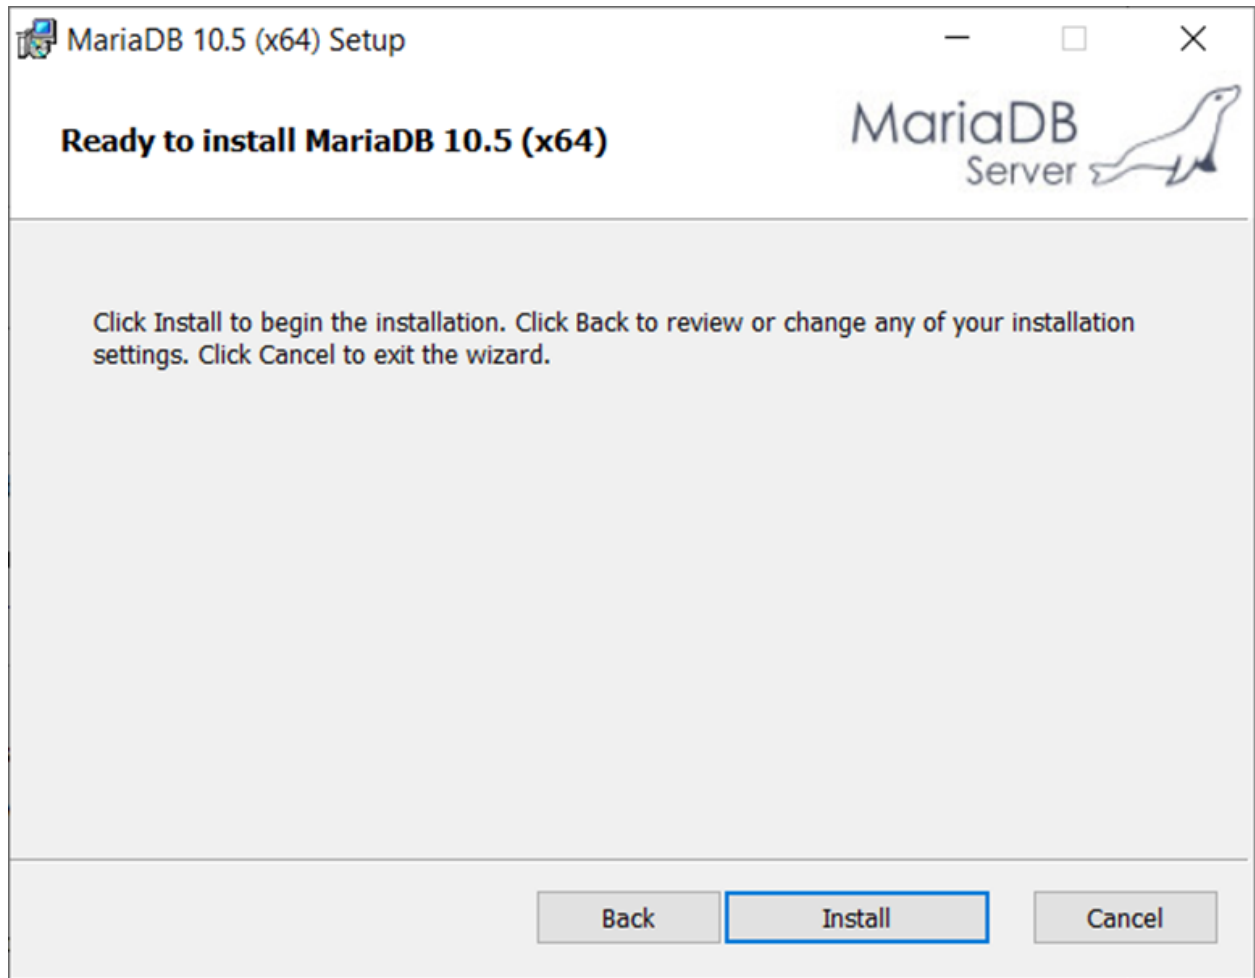 MariaDB 10.5 (x64) Setup
Ready to install MariaDB 10.5 (x64)
MariaDB
Server
Click Install to begin the installation. Click Back to review or change any of your installation
settings. Click Cancel to exit the wizard.
Back
Install
Cancel